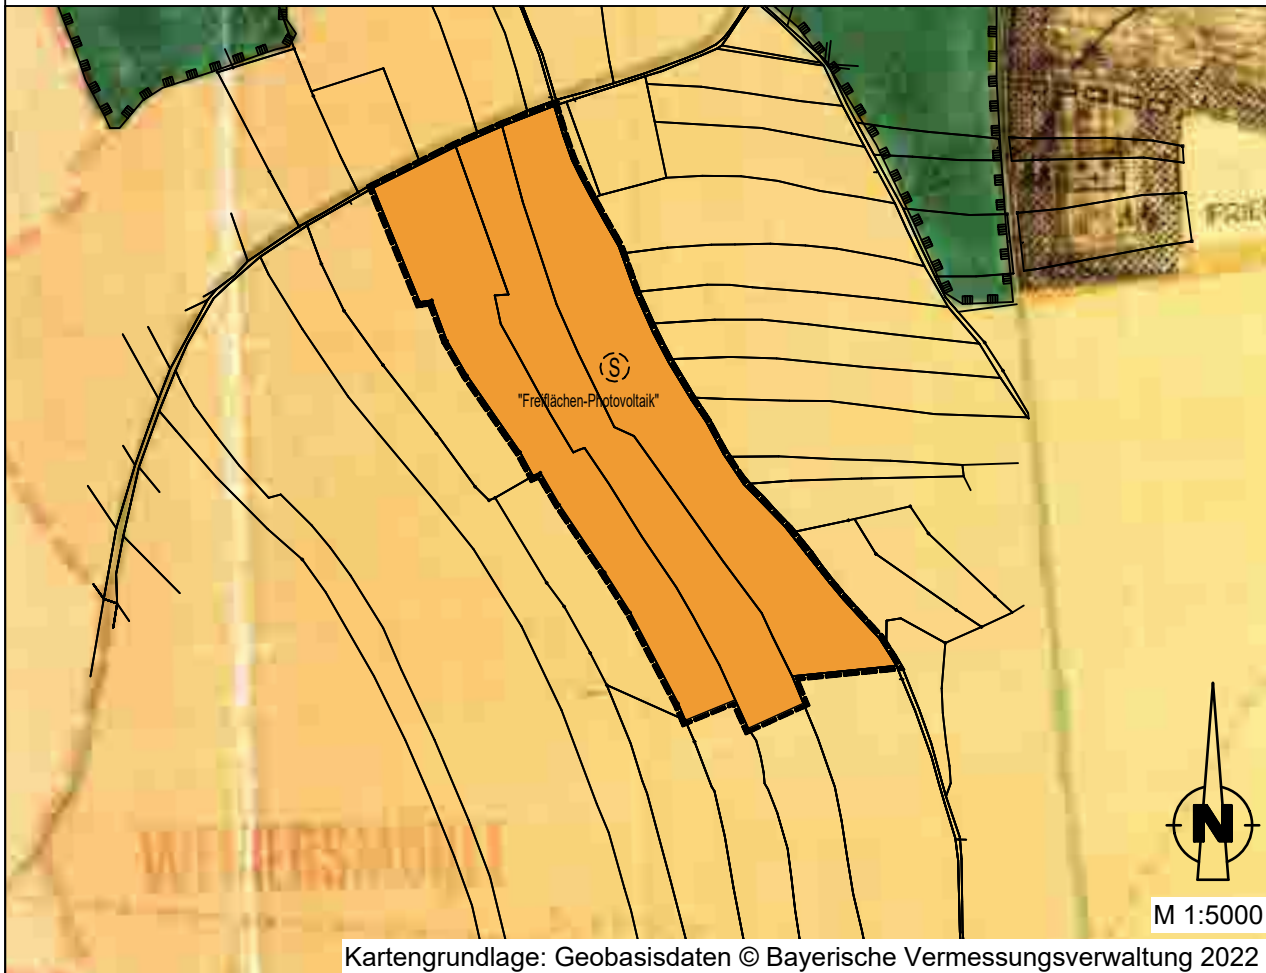 S
"Freiflächen-Photovoltaik"
N
M 1:5000
Kartengrundlage: Geobasisdaten © Bayerische Vermessungsverwaltung 2022